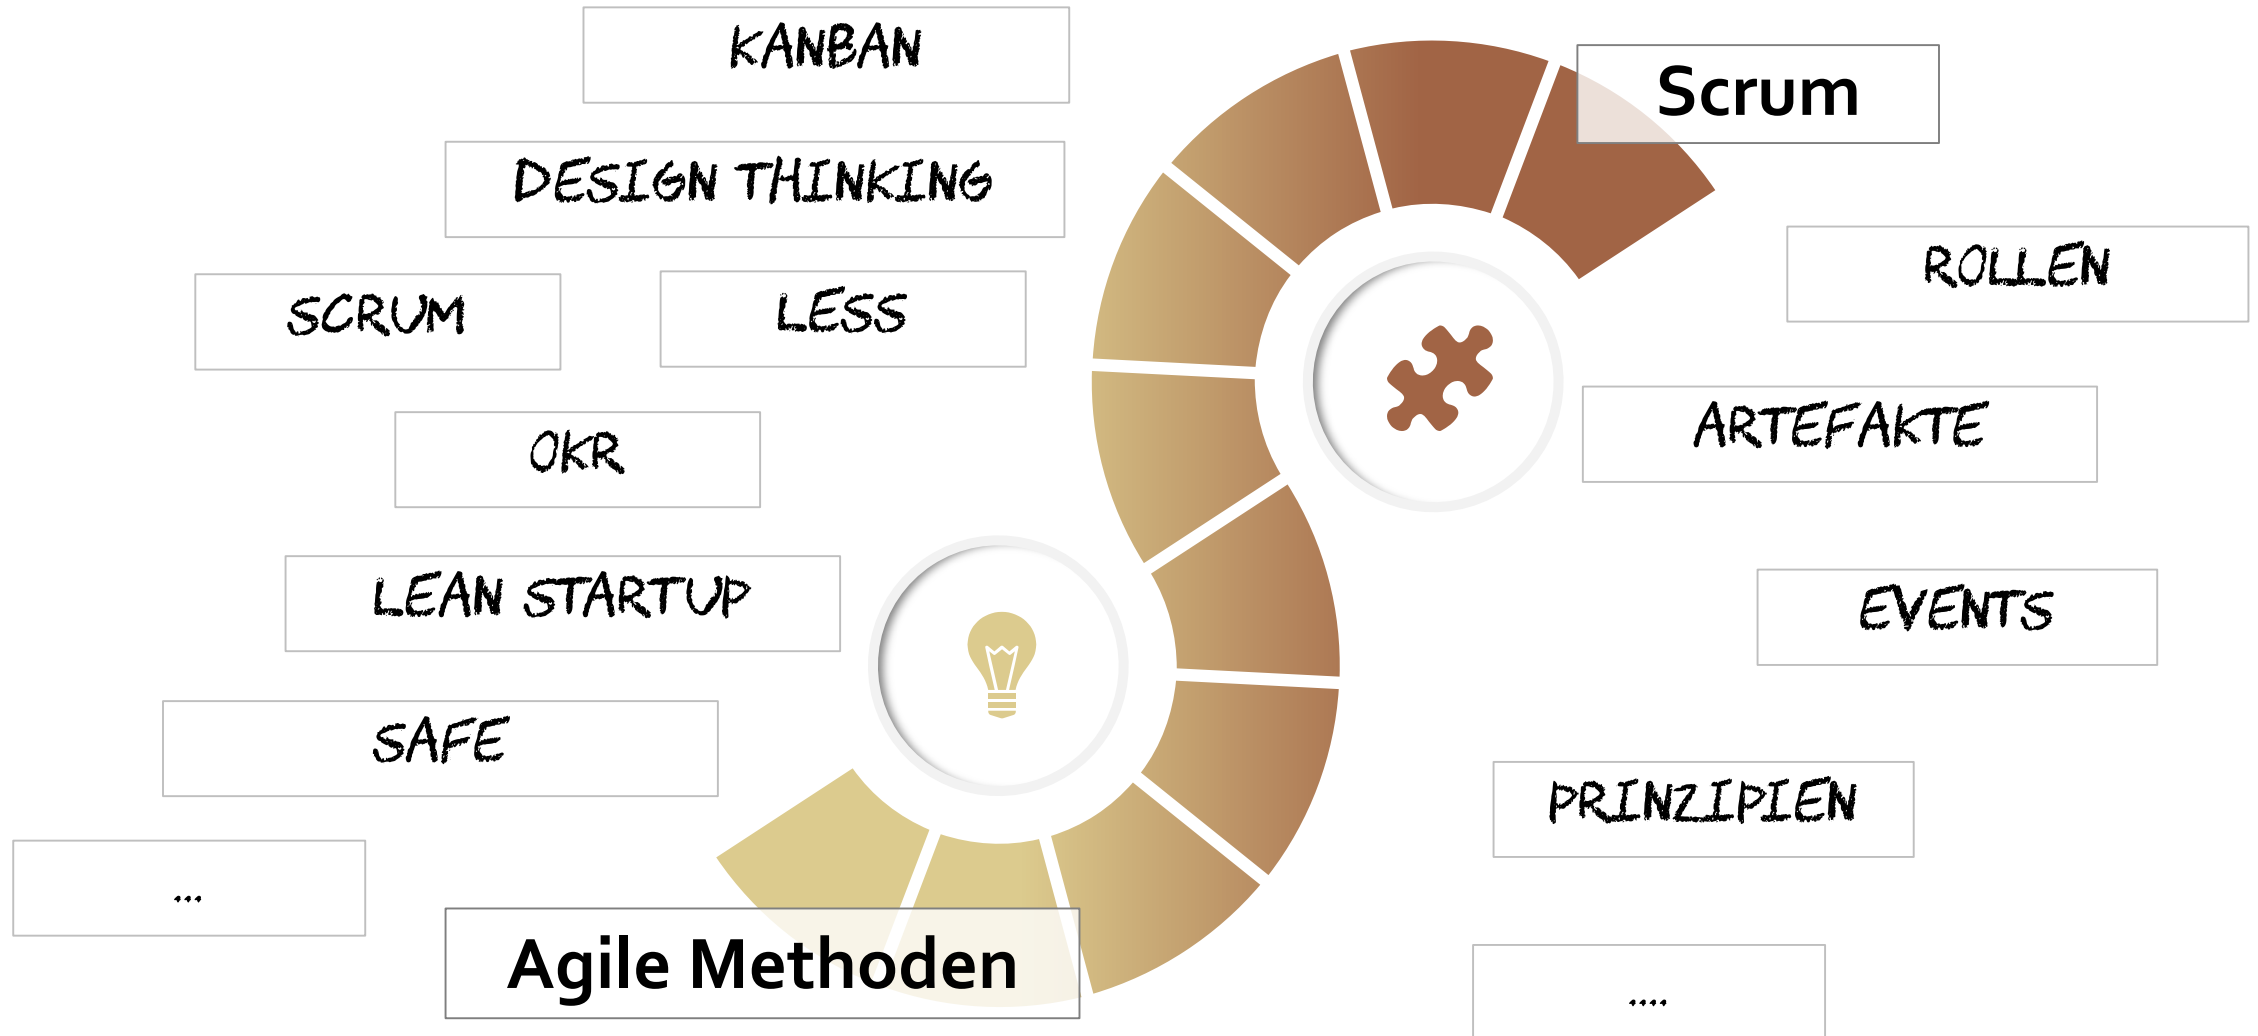 KANBAN
DESIGN THINKING
SCRUM
LESS
OKR
LEAN STARTUP
SAFE
...
Agile Methoden
Scrum
ROLLEN
ARTEFAKTE
EVENTS
PRINZIPIEN
....